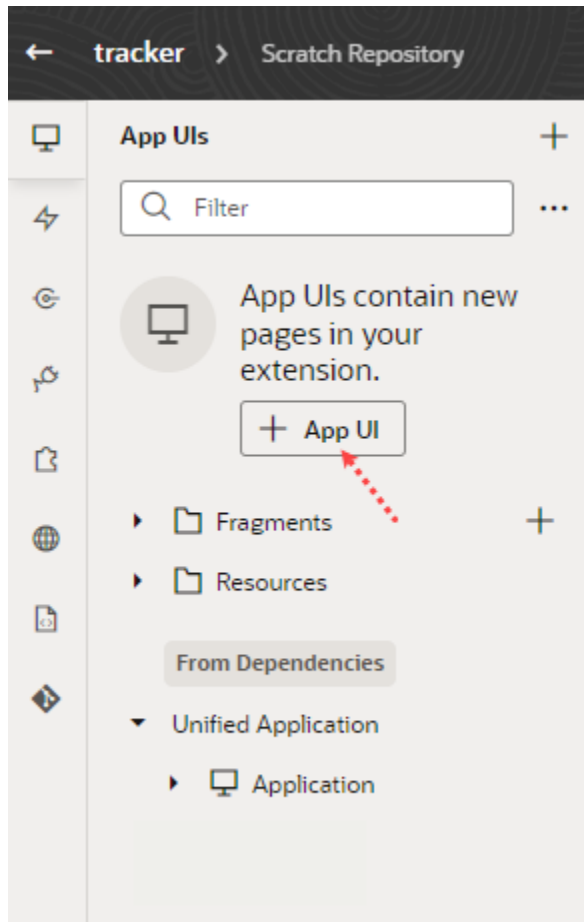 tracker > Scratch Repository
App UIs
Filter
App UIs contain new
pages in your
extension.
+ App UI
Fragments
Resources
From Dependencies
Unified Application
Application